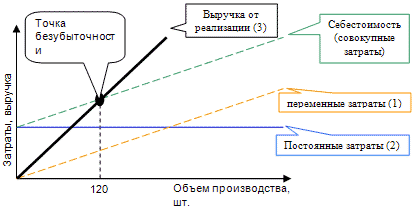 Точка
безубыточност
и
Выручка от
реализации (3)
Себестоимость
(совокупные
затраты)
переменные затраты (1)
Постоянные затраты (2)
Затраты, выручка
120
Объем производства,
шт.